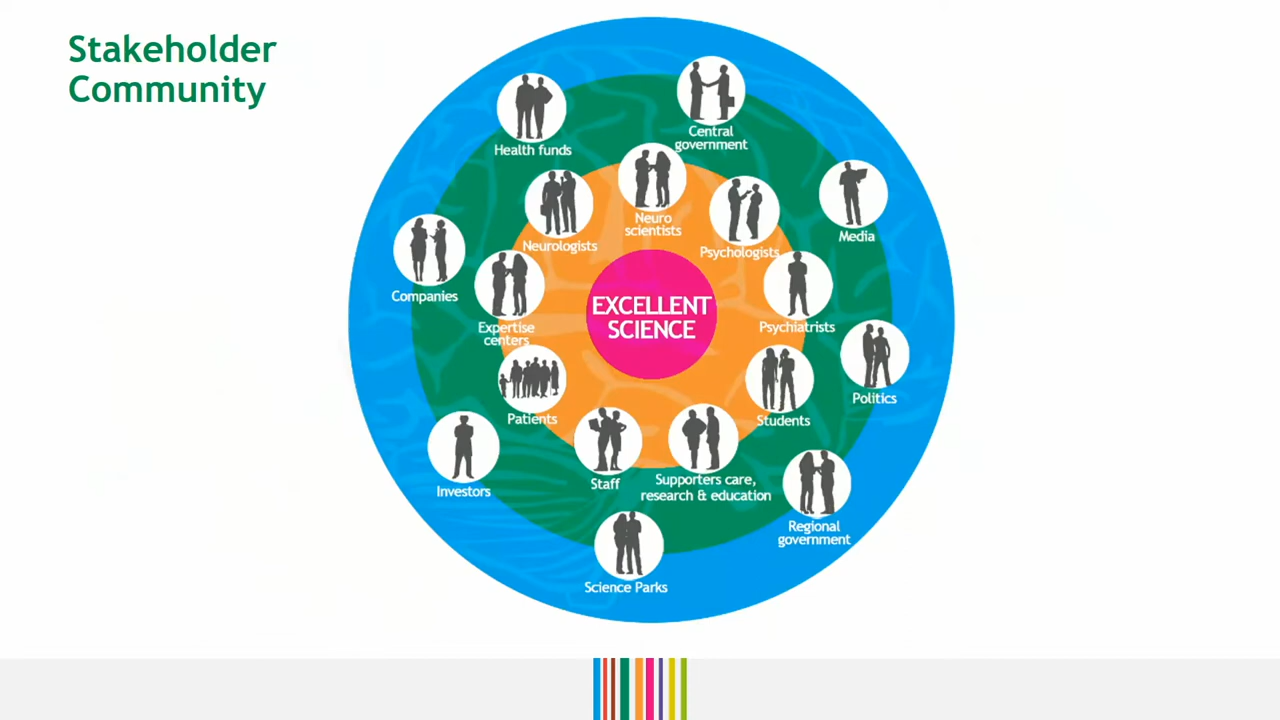 Stakeholder
Community
Health funds
Central
government
Neurologists
Neuro
scientists
Psychologists
Media
Companies
Expertise
centers
EXCELLENT
SCIENCE
Psychiatrists
Politics
Patients
Students
Investors
Staff
Supporters care,
research & education
Regional
government
Science Parks